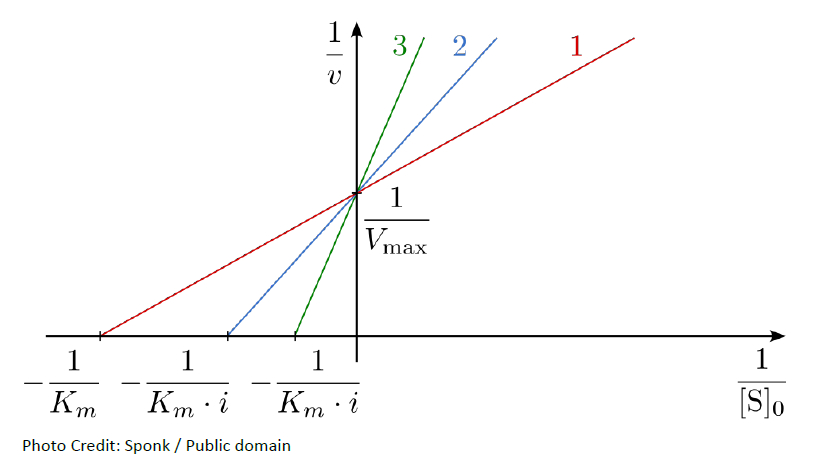 1/v
3 2 1
1/V_max
-1/K_m -1/(K_m · i) -1/(K_m · i) 1/[S]_0
Photo Credit: Sponk / Public domain